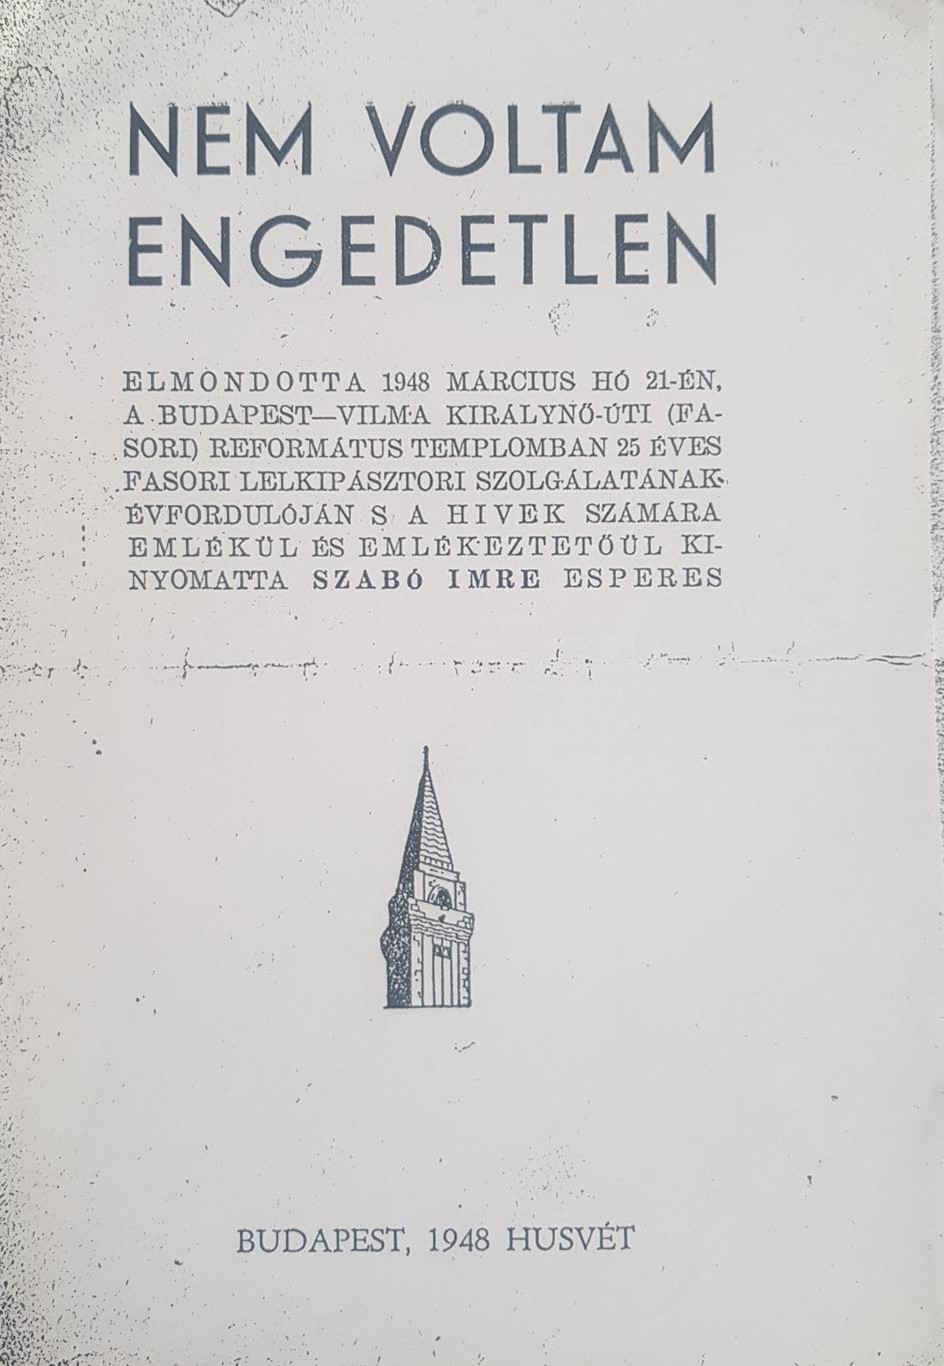 NEM VOLTAM
ENGEDETLEN
ELMONDOTTA 1948 MÁRCIUS HÓ 21-ÉN,
A BUDAPEST—VILMA KIRÁLYNŐ-ÚTI (FA-
SORI) REFORMÁTUS TEMPLOMBAN 25 ÉVES
FASORI LELKIPÁSZTORI SZOLGÁLATÁNAK
ÉVFORDULÓJÁN S A HIVEK SZÁMÁRA
EMLÉKÜL ÉS EMLÉKEZTETŐÜL KI-
NYOMATTA SZABÓ IMRE ESPERES
BUDAPEST, 1948 HUSVÉT